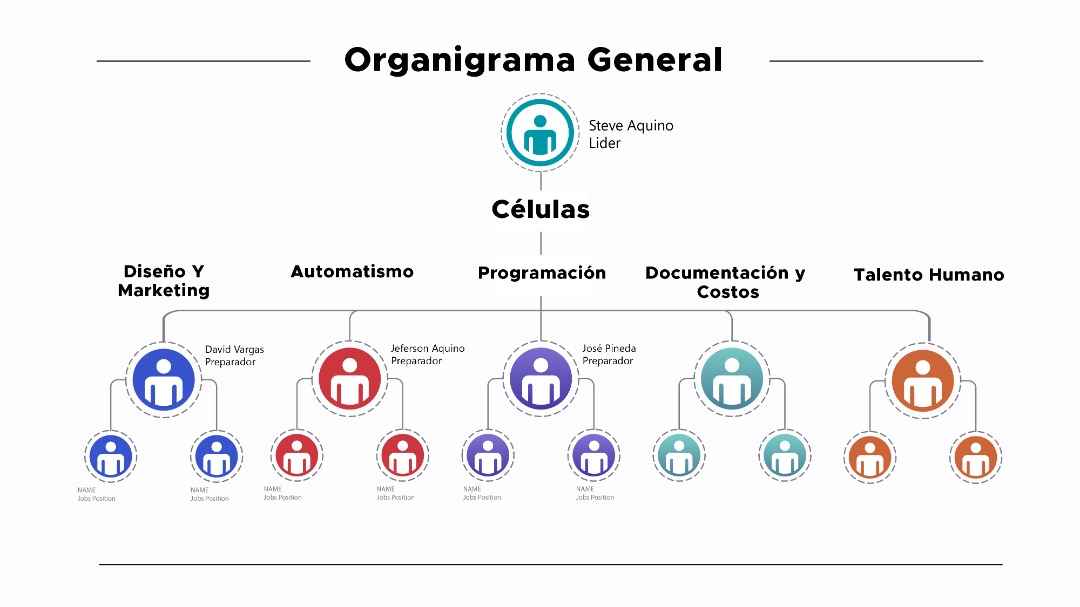 Organigrama General
Steve Aquino
Lider
Células
Diseño Y
Marketing
Automatismo
Programación
Documentación y
Costos
Talento Humano
David Vargas
Preparador
Jeferson Aquino
Preparador
José Pineda
Preparador
NAME
Jobs Position
NAME
Jobs Position
NAME
Jobs Position
NAME
Jobs Position
NAME
Jobs Position
NAME
Jobs Position